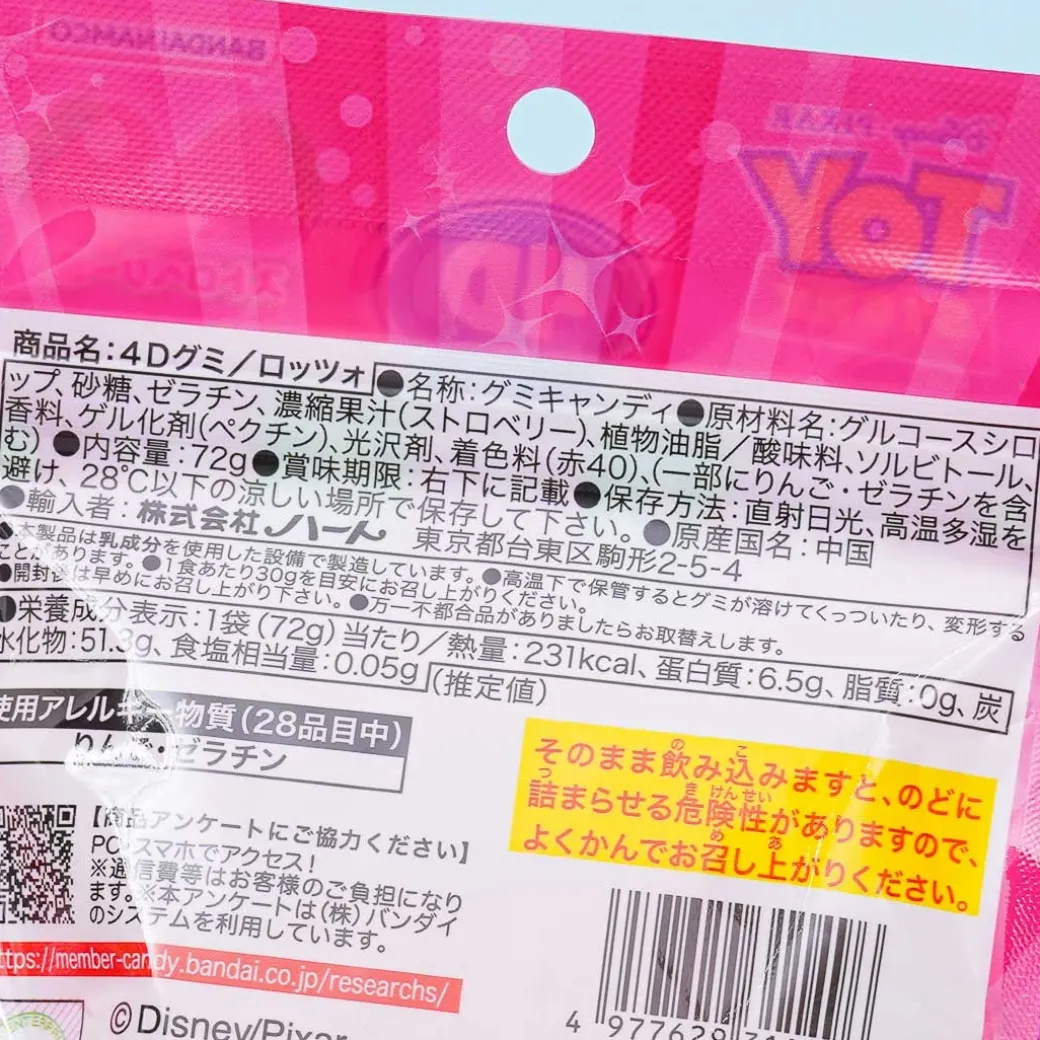 BANDAI NAMCO
Disney・PIXAR
TOY
4D
ストロベリー
商品名:4Dグミ/ロッツォ ●名称:グミキャンディ●原材料名:グルコースシロ
ップ、砂糖、ゼラチン、濃縮果汁(ストロベリー)、植物油脂/酸味料、ソルビトール、
香料、ゲル化剤(ペクチン)、光沢剤、着色料(赤40)、(一部にりんご・ゼラチンを含
む) ●内容量:72g●賞味期限:右下に記載●保存方法:直射日光、高温多湿を
避け、28℃以下の涼しい場所で保存して下さい。 ●原産国名:中国
●輸入者:株式会社ハート 東京都台東区駒形2-5-4
●本製品は乳成分を使用した設備で製造しています。●高温下で保管するとグミが溶けてくっついたり、変形する
ことがあります。●1食あたり30gを目安にお召し上がりください。
●開封後は早めにお召し上がり下さい。●万一不都合品がありましたらお取替えします。
●栄養成分表示:1袋(72g)当たり/熱量:231kcal、蛋白質:6.5g、脂質:0g、炭
水化物:51.3g、食塩相当量:0.05g (推定値)
使用アレルギー物質(28品目中)
りんご・ゼラチン
そのまま飲み込みますと、のどに
詰まらせる危険性がありますので、
よくかんでお召し上がりください。
【商品アンケートにご協力ください】
PC・スマホでアクセス!
※通信費等はお客様のご負担になり
ます。※本アンケートは(株)バンダイ
のシステムを利用しています。
https://member-candy.bandai.co.jp/researchs/
©Disney/Pixar
4 977629